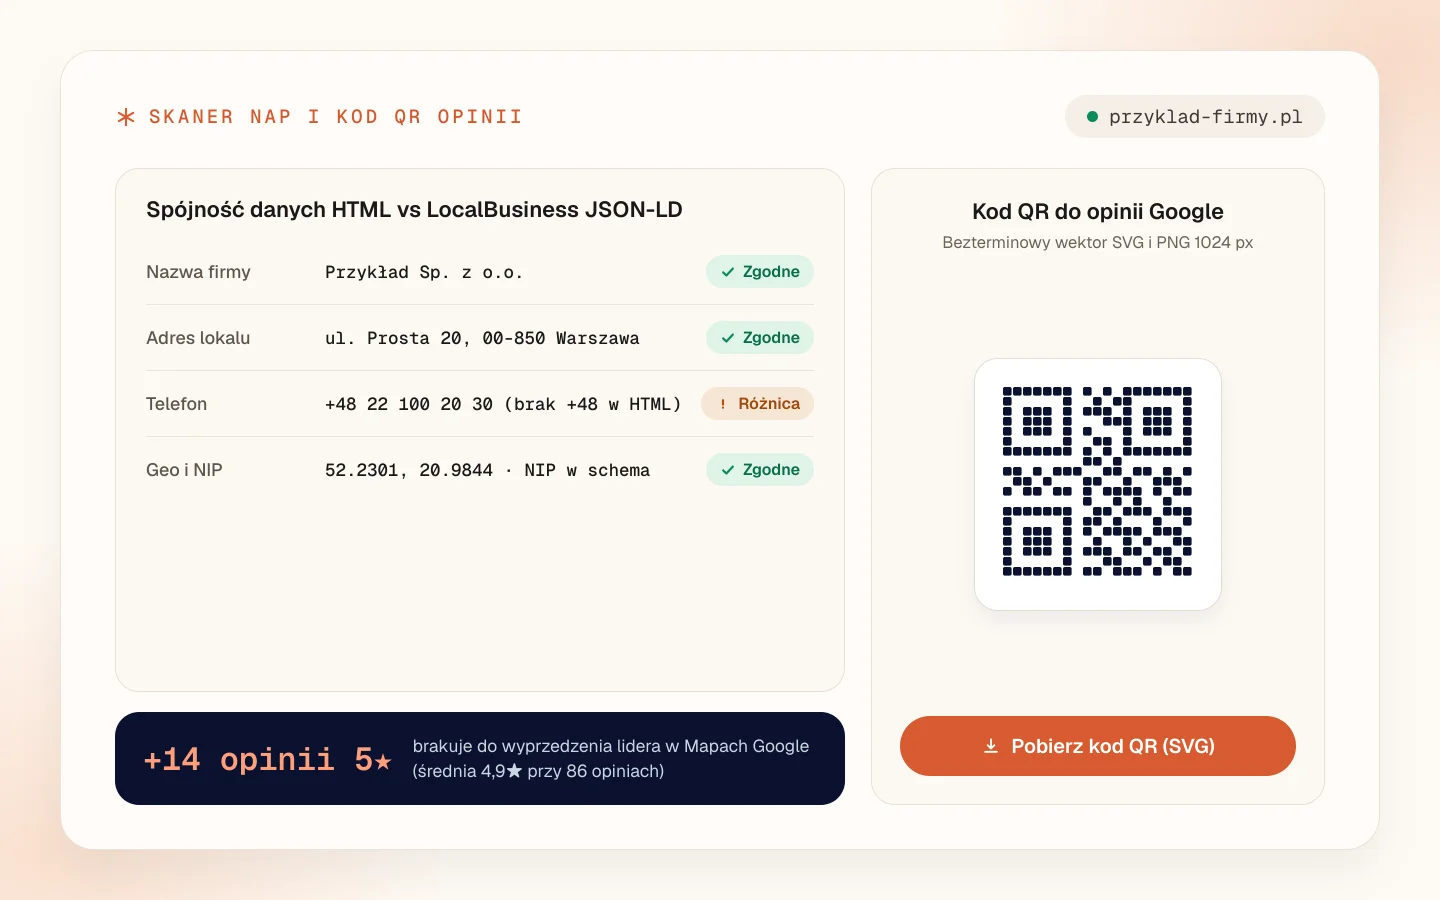 SKANER NAP I KOD QR OPINII
przyklad-firmy.pl
Spójność danych HTML vs LocalBusiness JSON-LD
Nazwa firmy Przykład Sp. z o.o. Zgodne
Adres lokalu ul. Prosta 20, 00-850 Warszawa Zgodne
Telefon +48 22 100 20 30 (brak +48 w HTML) ! Różnica
Geo i NIP 52.2301, 20.9844 · NIP w schema Zgodne
+14 opinii 5★
brakuje do wyprzedzenia lidera w Mapach Google
(średnia 4,9★ przy 86 opiniach)
Kod QR do opinii Google
Bezterminowy wektor SVG i PNG 1024 px
Pobierz kod QR (SVG)